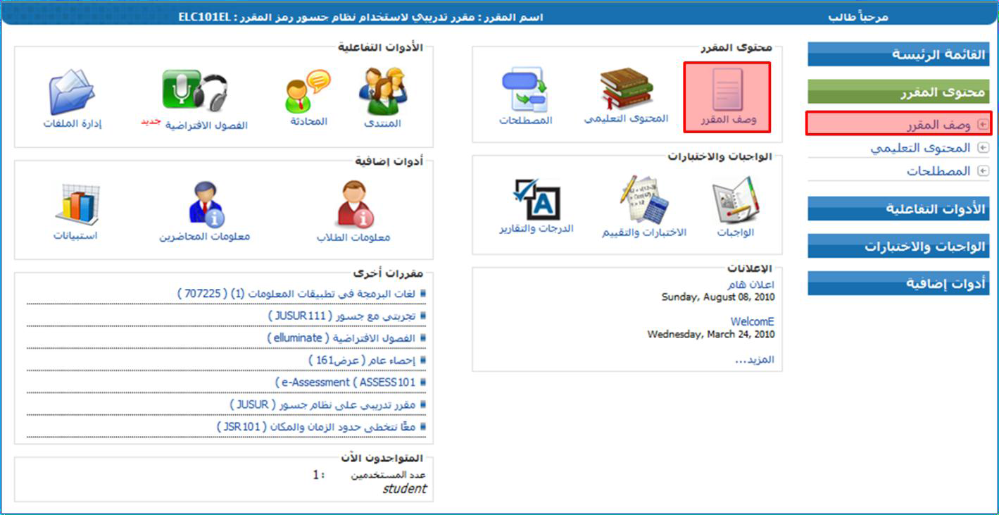 مرحباً طالب
اسم المقرر : مقرر تدريبي لاستخدام نظام جسور رمز المقرر : ELC101EL
القائمة الرئيسة
محتوى المقرر
وصف المقرر
المحتوى التعليمي
المصطلحات
الأدوات التفاعلية
الواجبات والاختبارات
أدوات إضافية
محتوى المقرر
وصف المقرر
المحتوى التعليمي
المصطلحات
الواجبات والاختبارات
الواجبات
الاختبارات والتقييم
الدرجات والتقارير
الإعلانات
اعلان هام
Sunday, August 08, 2010
WelcomE
Wednesday, March 24, 2010
المزيد...
الأدوات التفاعلية
المنتدى
المحادثة
الفصول الافتراضية جديد
إدارة الملفات
أدوات إضافية
معلومات الطلاب
معلومات المحاضرين
استبيانات
مقررات أخرى
لغات البرمجة في تطبيقات المعلومات (1) ( 707225 )
تجربتي مع جسور ( JUSUR111 )
الفصول الافتراضية ( elluminate )
إحصاء عام ( عرض161 )
e-Assessment ( ASSESS101 )
مقرر تدريبي على نظام جسور ( JUSUR )
معًا نتخطى حدود الزمان والمكان ( JSR101 )
المتواجدون الآن
عدد المستخدمين : 1
student